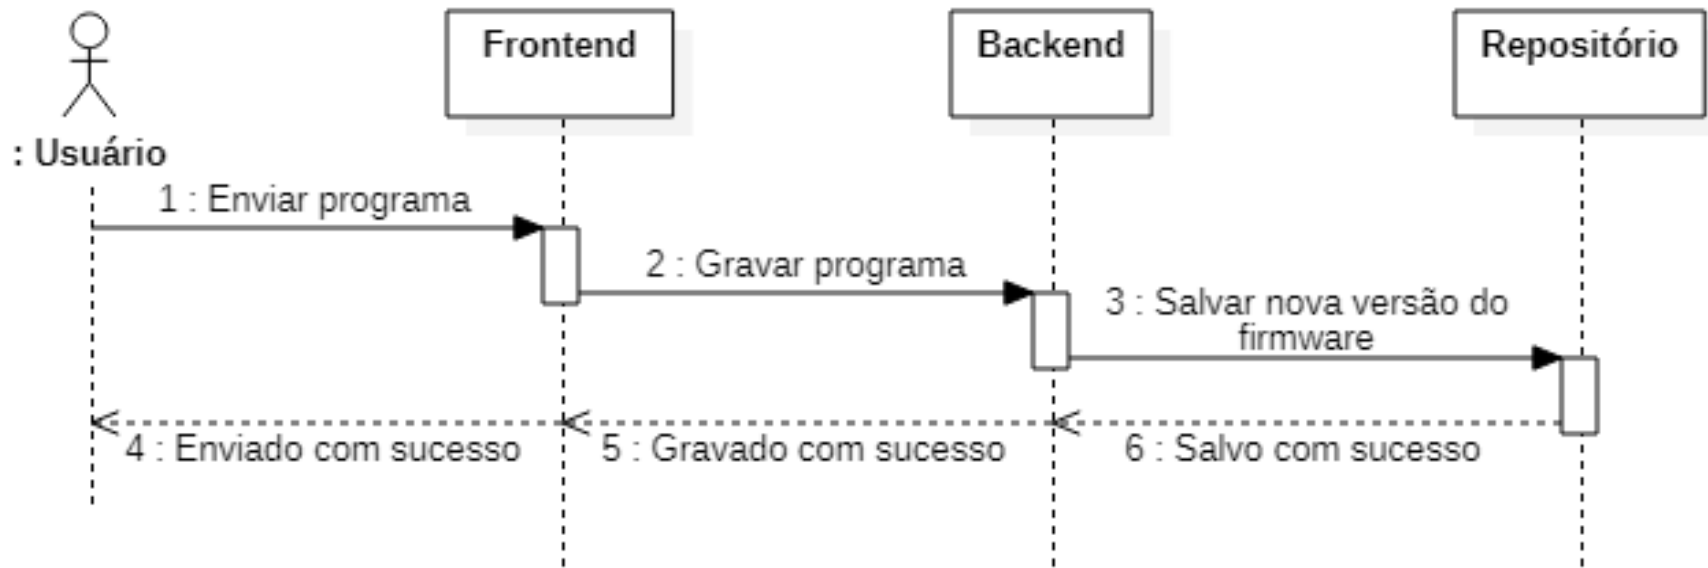 Frontend
Backend
Repositório
: Usuário
1 : Enviar programa
2 : Gravar programa
3 : Salvar nova versão do
firmware
4 : Enviado com sucesso
5 : Gravado com sucesso
6 : Salvo com sucesso